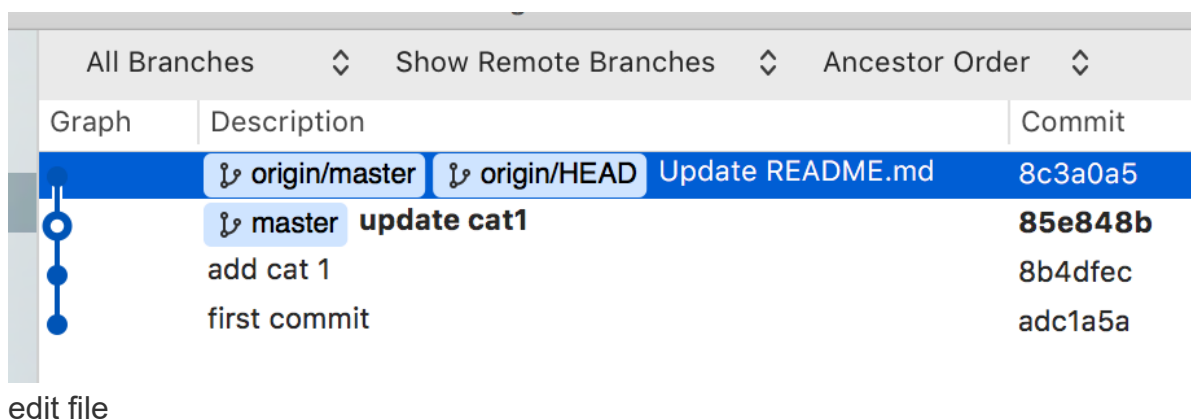 All Branches Show Remote Branches Ancestor Order
Graph Description Commit
origin/master origin/HEAD Update README.md 8c3a0a5
master update cat1 85e848b
add cat 1 8b4dfec
first commit adc1a5a
edit file